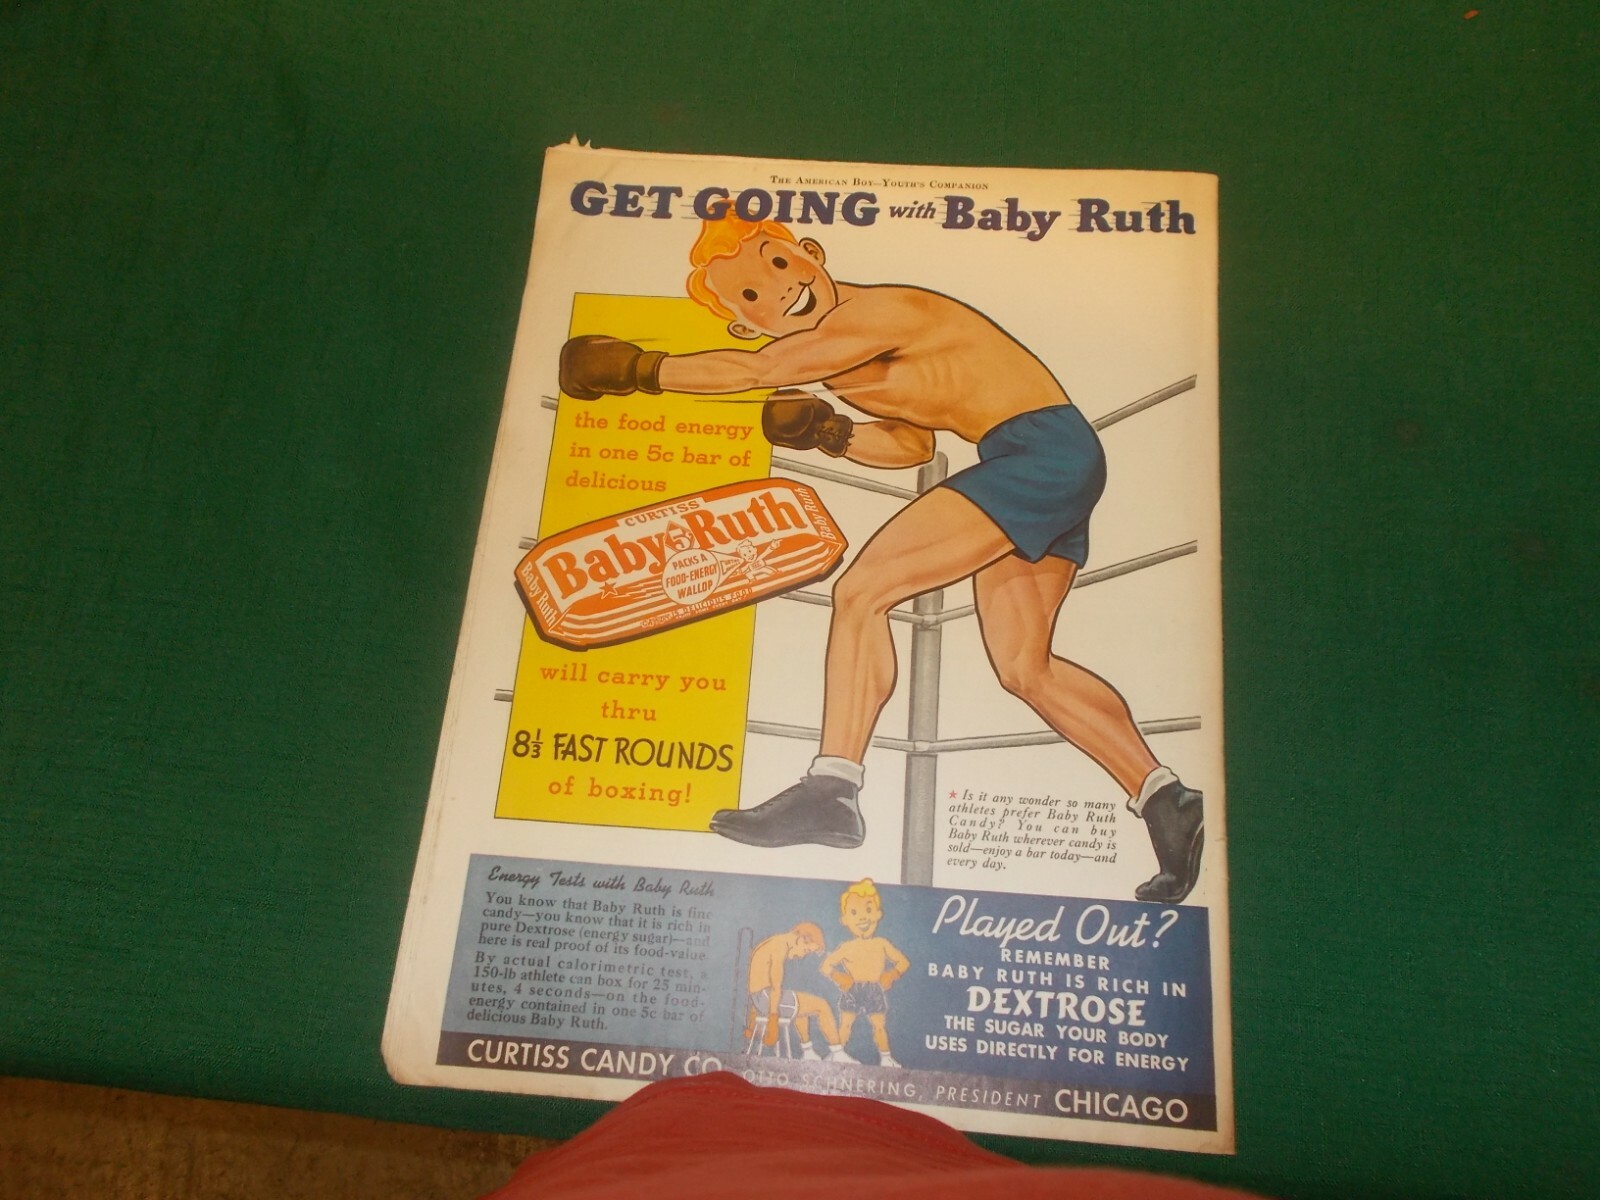 THE AMERICAN BOY—YOUTH'S COMPANION
GET GOING with Baby Ruth
the food energy
in one 5c bar of
delicious
CURTISS
Baby Ruth
5¢
Baby Ruth
Baby Ruth
PACKS A
FOOD-ENERGY
WALLOP
IS DELICIOUS FOOD
will carry you
thru
8⅓ FAST ROUNDS
of boxing!
★ Is it any wonder so many
athletes prefer Baby Ruth
Candy? You can buy
Baby Ruth wherever candy is
sold—enjoy a bar today—and
every day.
Energy Tests with Baby Ruth
You know that Baby Ruth is fine
candy—you know that it is rich in
pure Dextrose (energy sugar)—and
here is real proof of its food-value.
By actual calorimetric test, a
150-lb athlete can box for 25 min-
utes, 4 seconds—on the food-
energy contained in one 5c bar of
delicious Baby Ruth.
Played Out?
REMEMBER
BABY RUTH IS RICH IN
DEXTROSE
THE SUGAR YOUR BODY
USES DIRECTLY FOR ENERGY
CURTISS CANDY CO. OTTO SCHNERING, PRESIDENT CHICAGO